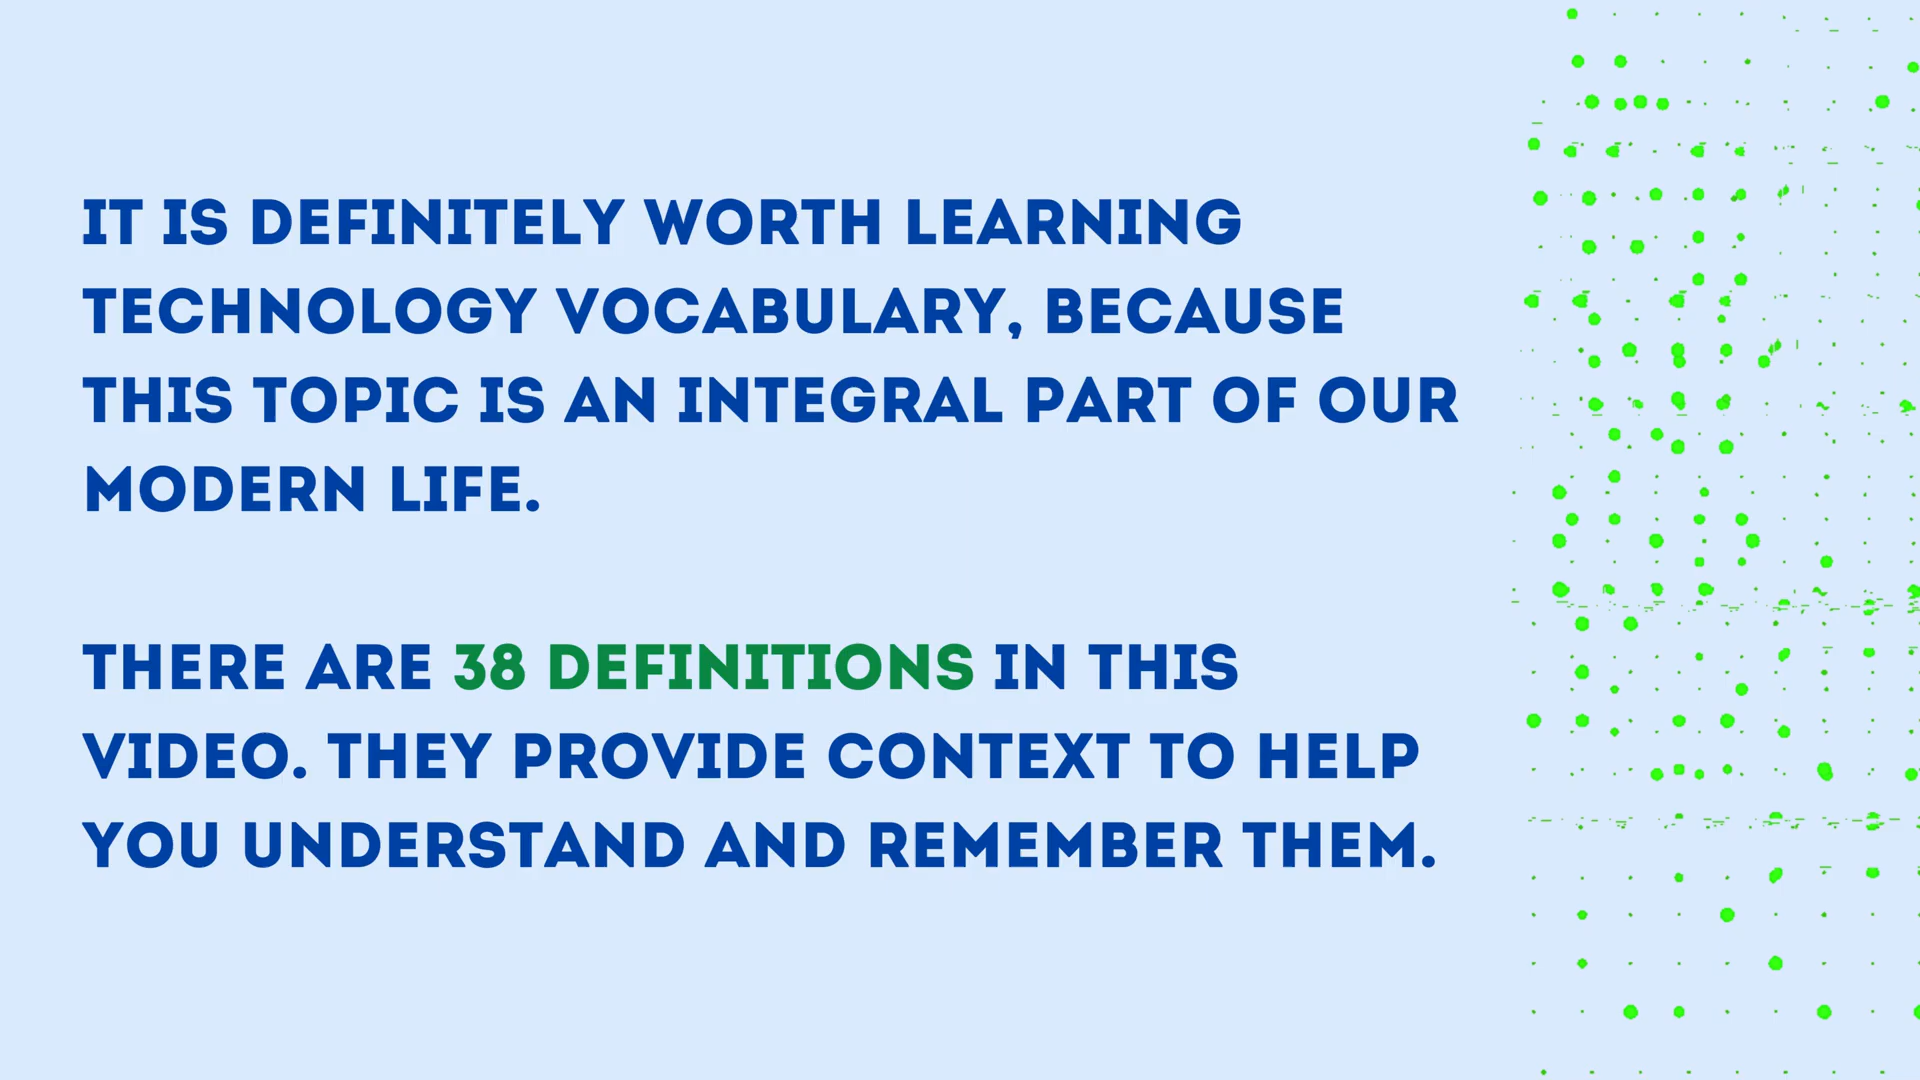 IT IS DEFINITELY WORTH LEARNING
TECHNOLOGY VOCABULARY, BECAUSE
THIS TOPIC IS AN INTEGRAL PART OF OUR
MODERN LIFE.
THERE ARE 38 DEFINITIONS IN THIS
VIDEO. THEY PROVIDE CONTEXT TO HELP
YOU UNDERSTAND AND REMEMBER THEM.